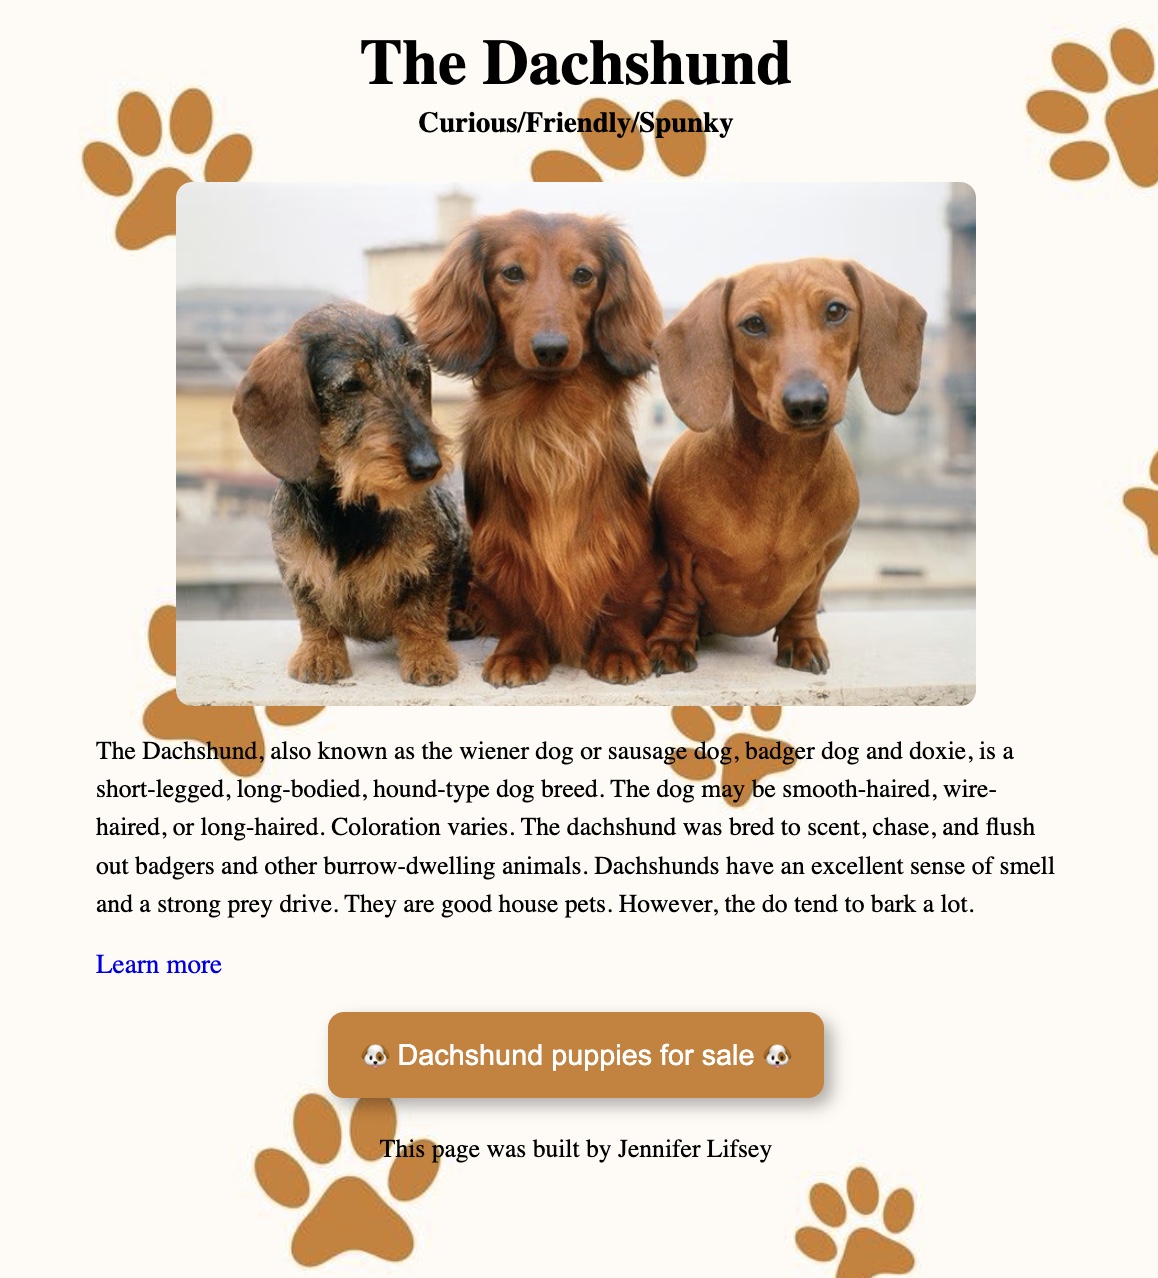 The Dachshund
Curious/Friendly/Spunky
The Dachshund, also known as the wiener dog or sausage dog, badger dog and doxie, is a
short-legged, long-bodied, hound-type dog breed. The dog may be smooth-haired, wire-
haired, or long-haired. Coloration varies. The dachshund was bred to scent, chase, and flush
out badgers and other burrow-dwelling animals. Dachshunds have an excellent sense of smell
and a strong prey drive. They are good house pets. However, the do tend to bark a lot.
Learn more
🐶 Dachshund puppies for sale 🐶
This page was built by Jennifer Lifsey